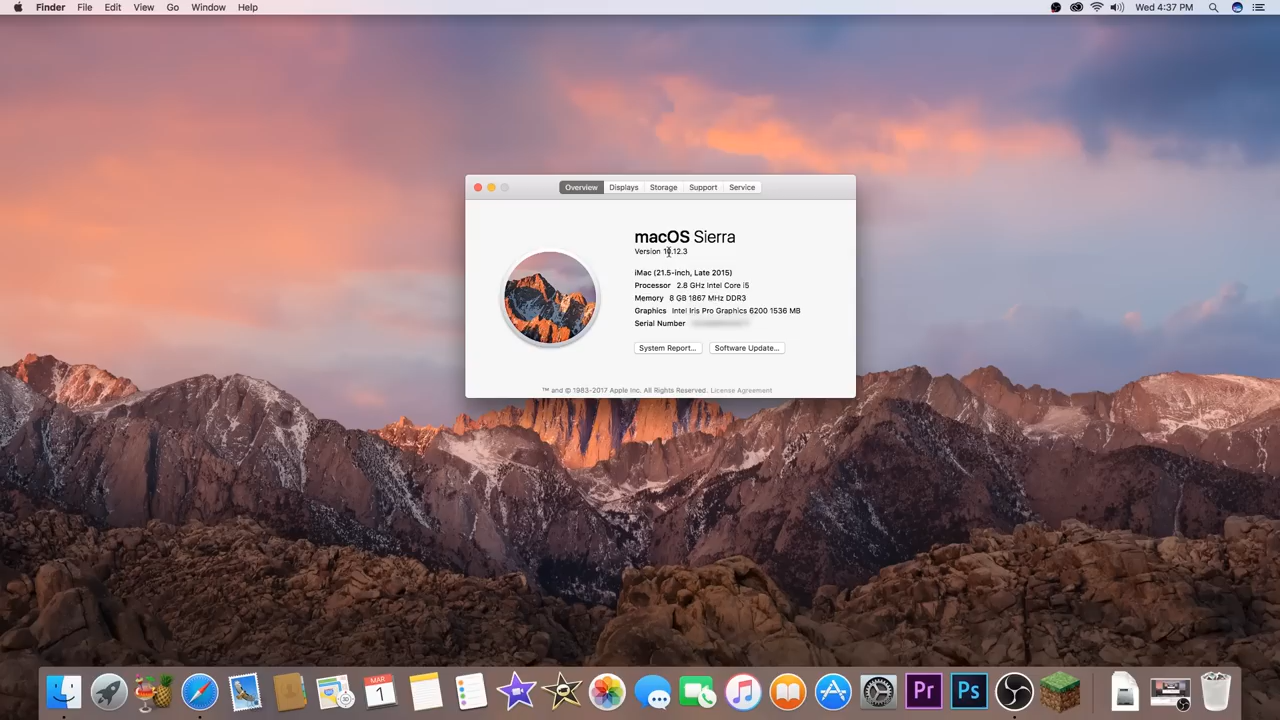 Finder File Edit View Go Window Help
Wed 4:37 PM
Overview Displays Storage Support Service
macOS Sierra
Version 10.12.3
iMac (21.5-inch, Late 2015)
Processor 2.8 GHz Intel Core i5
Memory 8 GB 1867 MHz DDR3
Graphics Intel Iris Pro Graphics 6200 1536 MB
Serial Number
System Report... Software Update...
™ and © 1983-2017 Apple Inc. All Rights Reserved. License Agreement
MAR
1
Pr
Ps